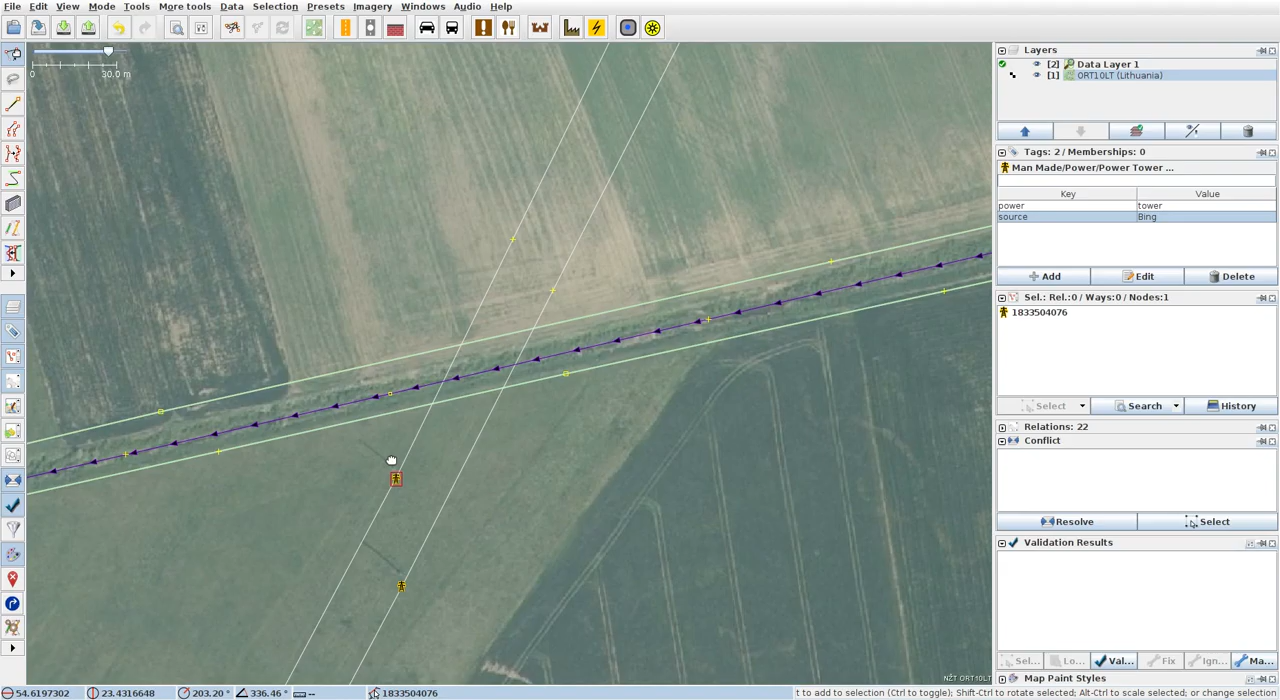 File Edit View Mode Tools More tools Data Selection Presets Imagery Windows Audio Help
0 30.0 m
NŽT ORT10LT
Layers
[2] Data Layer 1
[1] ORT10LT (Lithuania)
Tags: 2 / Memberships: 0
Man Made/Power/Power Tower ...
Key Value
power tower
source Bing
Add Edit Delete
Sel.: Rel.:0 / Ways:0 / Nodes:1
1833504076
Select Search History
Relations: 22
Conflict
Resolve Select
Validation Results
Sel... Lo... Val... Fix Ign... Ma...
Map Paint Styles
54.6197302 23.4316648 203.20 ° 336.46 ° -- 1833504076 t to add to selection (Ctrl to toggle); Shift-Ctrl to rotate selected; Alt-Ctrl to scale selected; or change selecti